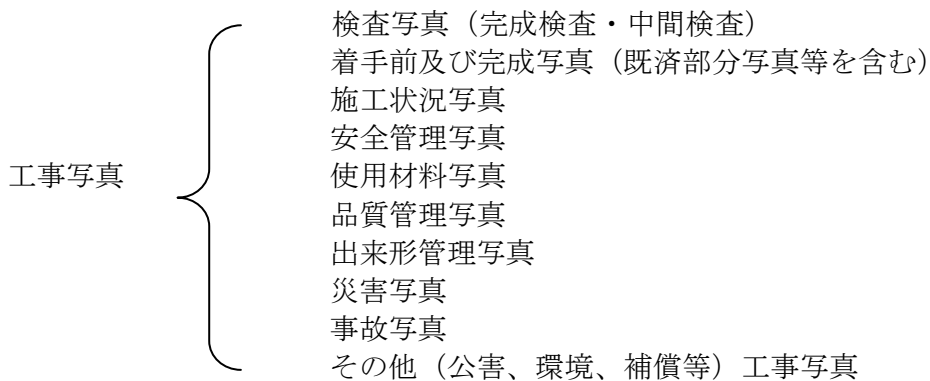 検査写真（完成検査・中間検査）
着手前及び完成写真（既済部分写真等を含む）
施工状況写真
安全管理写真
工事写真
使用材料写真
品質管理写真
出来形管理写真
災害写真
事故写真
その他（公害、環境、補償等）工事写真